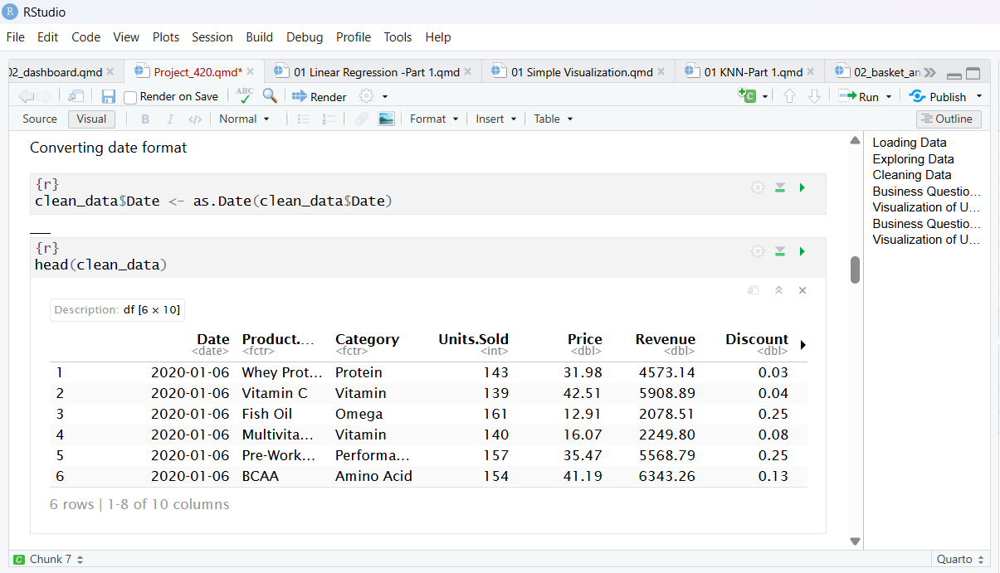 R RStudio
File Edit Code View Plots Session Build Debug Profile Tools Help
02_dashboard.qmd Project_420.qmd* 01 Linear Regression -Part 1.qmd 01 Simple Visualization.qmd 01 KNN-Part 1.qmd 02_basket_an
Render on Save ABC Render C Run Publish
Source Visual B I </> Normal Format Insert Table Outline
Converting date format
{r}
clean_data$Date <- as.Date(clean_data$Date)
{r}
head(clean_data)
Description: df [6 × 10]
Date Product.... Category Units.Sold Price Revenue Discount
<date> <fctr> <fctr> <int> <dbl> <dbl> <dbl>
1 2020-01-06 Whey Prot... Protein 143 31.98 4573.14 0.03
2 2020-01-06 Vitamin C Vitamin 139 42.51 5908.89 0.04
3 2020-01-06 Fish Oil Omega 161 12.91 2078.51 0.25
4 2020-01-06 Multivita... Vitamin 140 16.07 2249.80 0.08
5 2020-01-06 Pre-Work... Performa... 157 35.47 5568.79 0.25
6 2020-01-06 BCAA Amino Acid 154 41.19 6343.26 0.13
6 rows | 1-8 of 10 columns
Loading Data
Exploring Data
Cleaning Data
Business Questio...
Visualization of U...
Business Questio...
Visualization of U...
C Chunk 7 Quarto